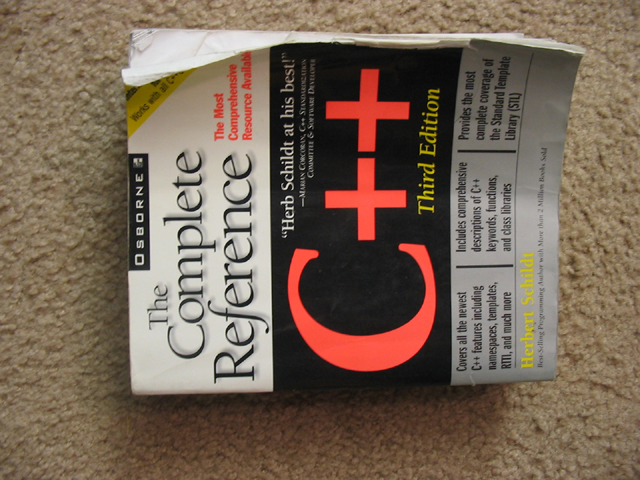 Works with all
OSBORNE
The
Complete
Reference
The Most
Comprehensive
Resource Available
"Herb Schildt at his best!"
—MARIAN CORCORAN, C++ STANDARDIZATION
COMMITTEE & SOFTWARE DEVELOPER
C++
Third Edition
Covers all the newest
C++ features including
namespaces, templates,
RTTI, and much more
Includes comprehensive
descriptions of C++
keywords, functions,
and class libraries
Provides the most
complete coverage of
the Standard Template
Library (STL)
Herbert Schildt
Best-Selling Programming Author with More than 2 Million Books Sold